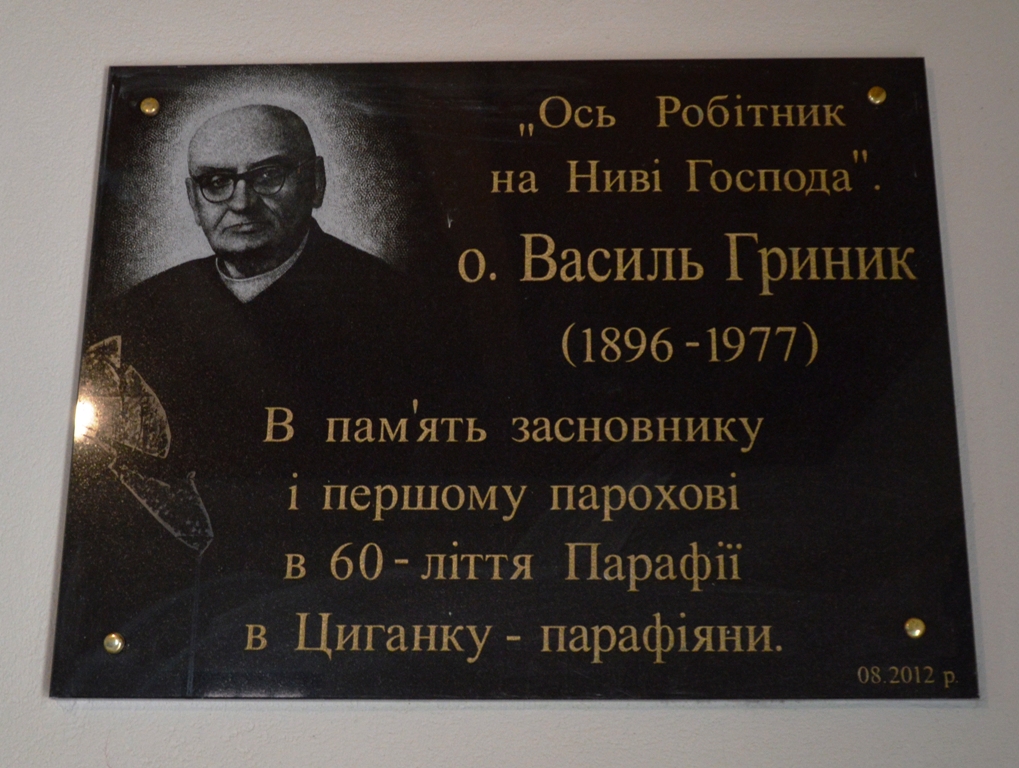 „Ось Робітник
на Ниві Господа".
о. Василь Гриник
(1896-1977)
В пам'ять засновнику
і першому парохові
в 60-ліття Парафії
в Циганку - парафіяни.
08.2012 р.